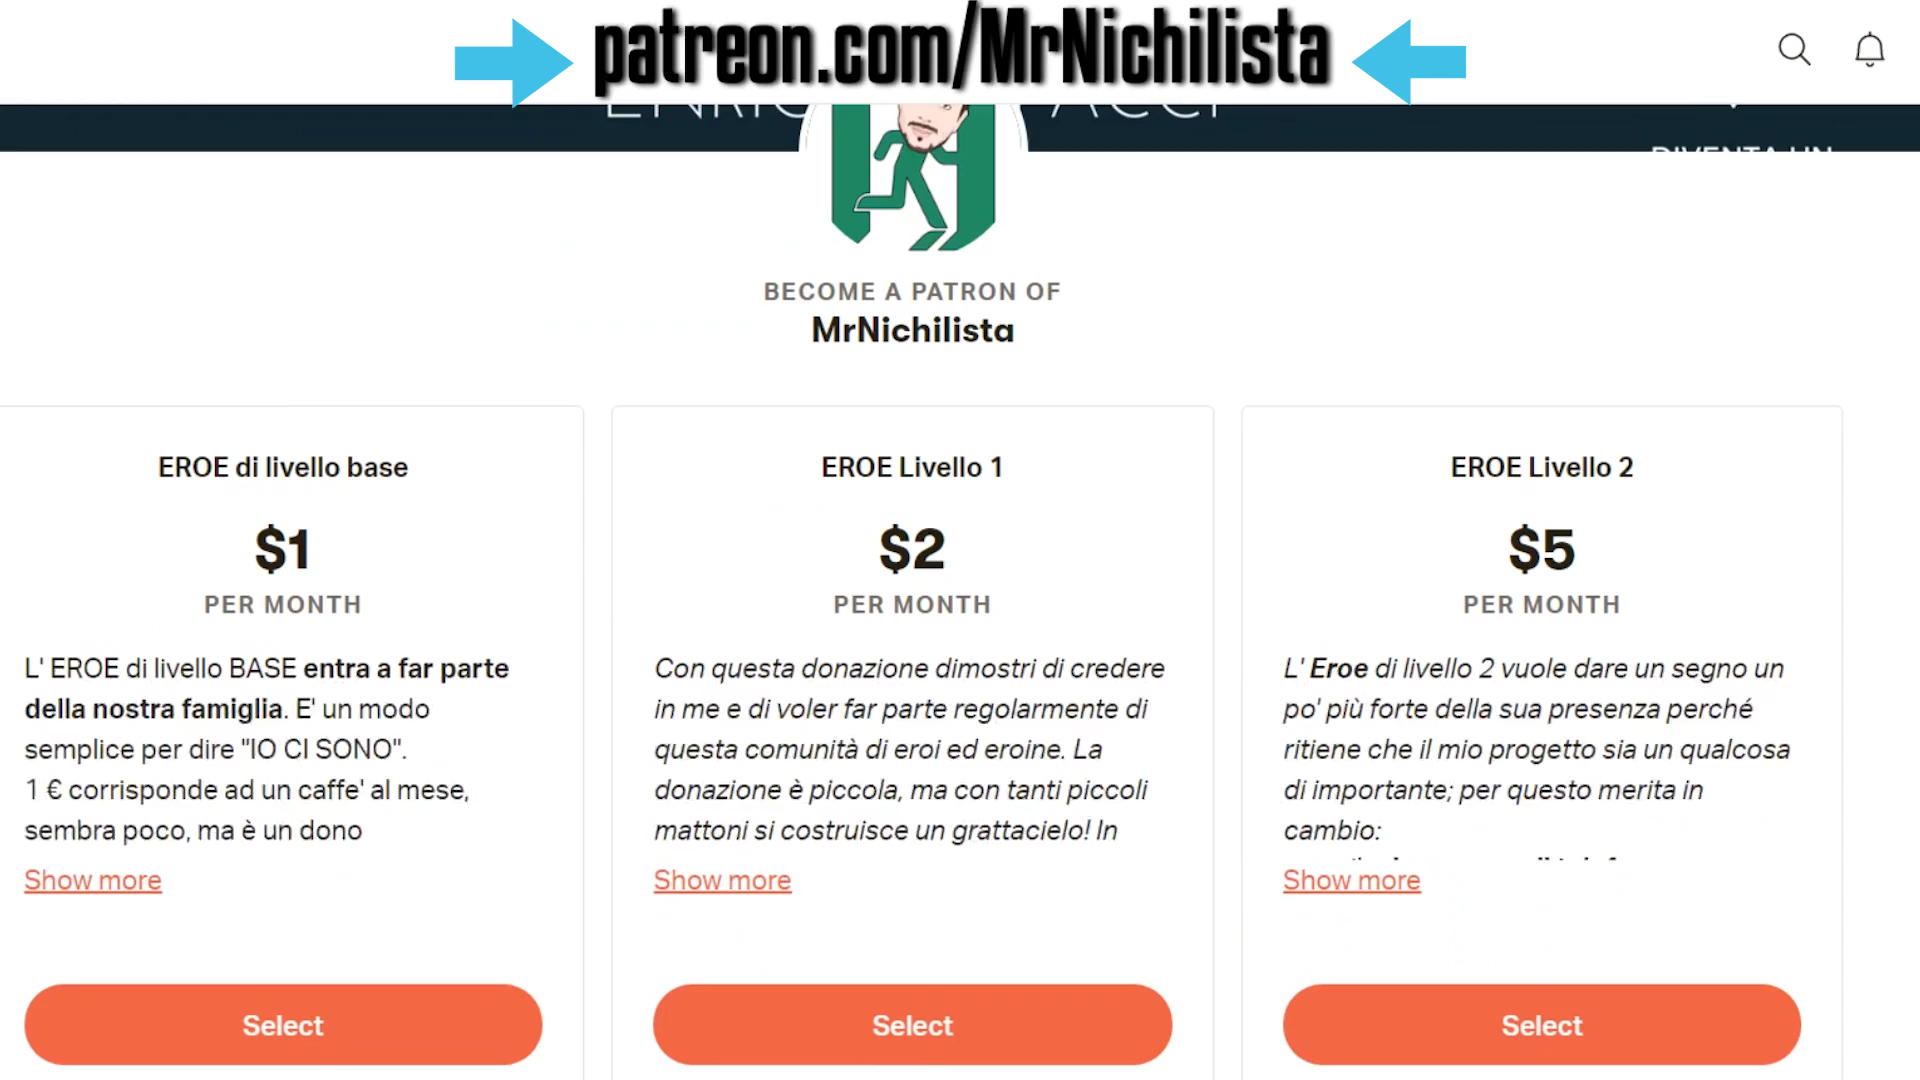 patreon.com/MrNichilista
BECOME A PATRON OF
MrNichilista
EROE di livello base
$1
PER MONTH
L' EROE di livello BASE entra a far parte
della nostra famiglia. E' un modo
semplice per dire "IO CI SONO".
1 € corrisponde ad un caffe' al mese,
sembra poco, ma è un dono
Show more
Select
EROE Livello 1
$2
PER MONTH
Con questa donazione dimostri di credere
in me e di voler far parte regolarmente di
questa comunità di eroi ed eroine. La
donazione è piccola, ma con tanti piccoli
mattoni si costruisce un grattacielo! In
Show more
Select
EROE Livello 2
$5
PER MONTH
L' Eroe di livello 2 vuole dare un segno un
po' più forte della sua presenza perché
ritiene che il mio progetto sia un qualcosa
di importante; per questo merita in
cambio:
Show more
Select